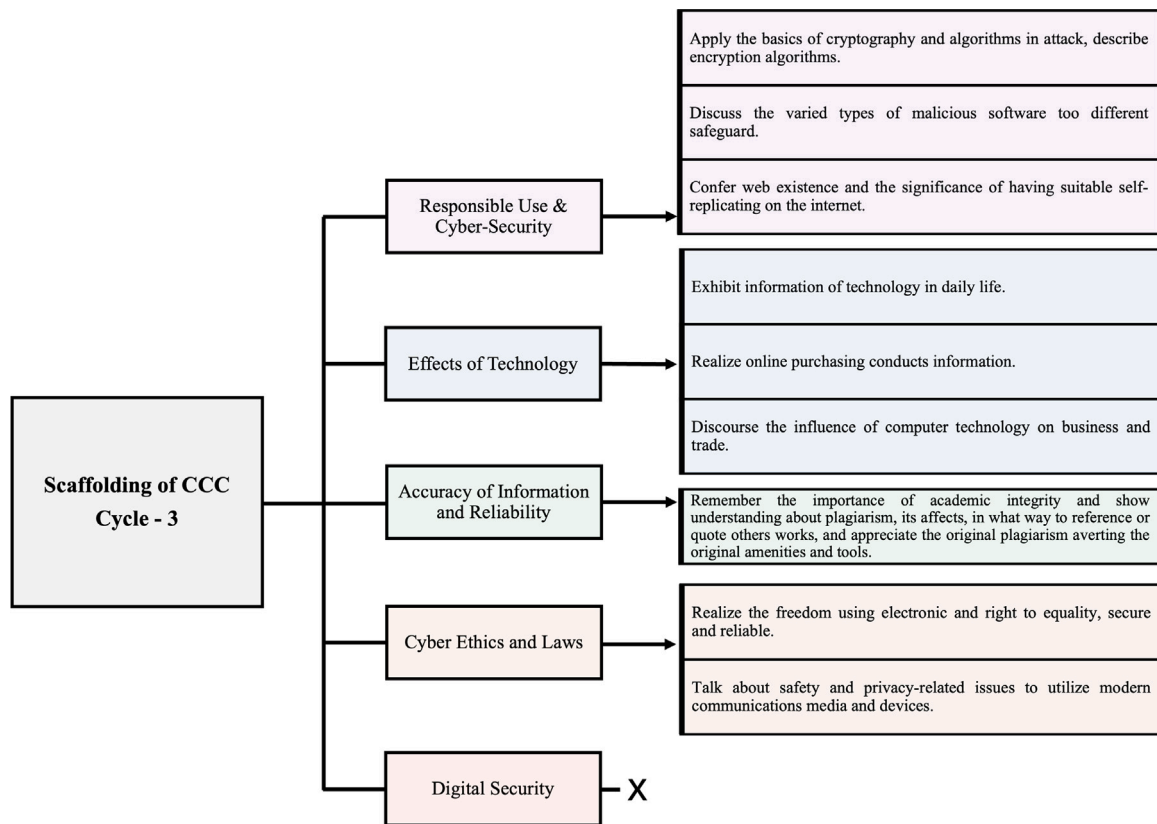 Scaffolding of CCC
Cycle - 3
Responsible Use &
Cyber-Security
Apply the basics of cryptography and algorithms in attack, describe
encryption algorithms.
Discuss the varied types of malicious software too different
safeguard.
Confer web existence and the significance of having suitable self-
replicating on the internet.
Effects of Technology
Exhibit information of technology in daily life.
Realize online purchasing conducts information.
Discourse the influence of computer technology on business and
trade.
Accuracy of Information
and Reliability
Remember the importance of academic integrity and show
understanding about plagiarism, its affects, in what way to reference or
quote others works, and appreciate the original plagiarism averting the
original amenities and tools.
Cyber Ethics and Laws
Realize the freedom using electronic and right to equality, secure
and reliable.
Talk about safety and privacy-related issues to utilize modern
communications media and devices.
Digital Security
X